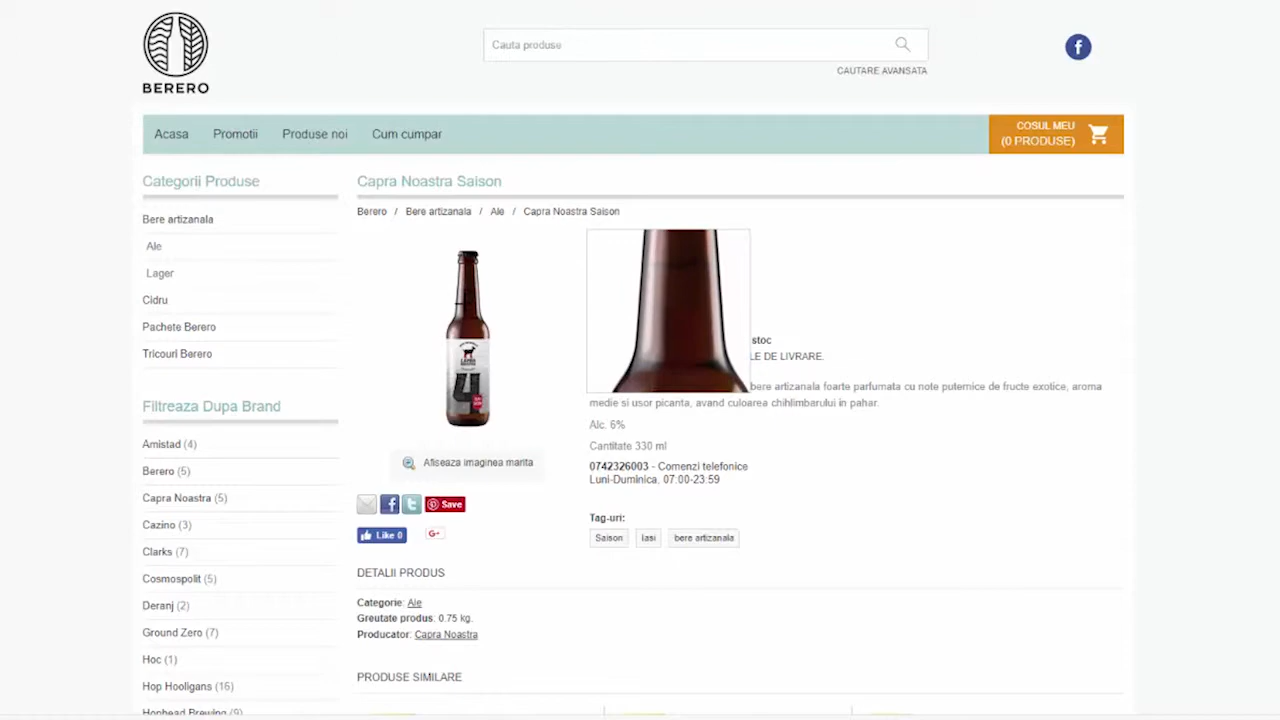 BERERO
Cauta produse
CAUTARE AVANSATA
f
Acasa Promotii Produse noi Cum cumpar
COSUL MEU
(0 PRODUSE)
Categorii Produse
Bere artizanala
Ale
Lager
Cidru
Pachete Berero
Tricouri Berero
Filtreaza Dupa Brand
Amistad (4)
Berero (5)
Capra Noastra (5)
Cazino (3)
Clarks (7)
Cosmospolit (5)
Deranj (2)
Ground Zero (7)
Hoc (1)
Hop Hooligans (16)
Hophead Brewing (9)
Capra Noastra Saison
Berero / Bere artizanala / Ale / Capra Noastra Saison
4
Afiseaza imaginea marita
f t Save
Like 0 G+
stoc
LE DE LIVRARE.
bere artizanala foarte parfumata cu note puternice de fructe exotice, aroma
medie si usor picanta, avand culoarea chihlimbarului in pahar.
Alc. 6%
Cantitate 330 ml
0742326003 - Comenzi telefonice
Luni-Duminica, 07:00-23:59
Tag-uri:
Saison Iasi bere artizanala
DETALII PRODUS
Categorie: Ale
Greutate produs: 0.75 kg.
Producator: Capra Noastra
PRODUSE SIMILARE